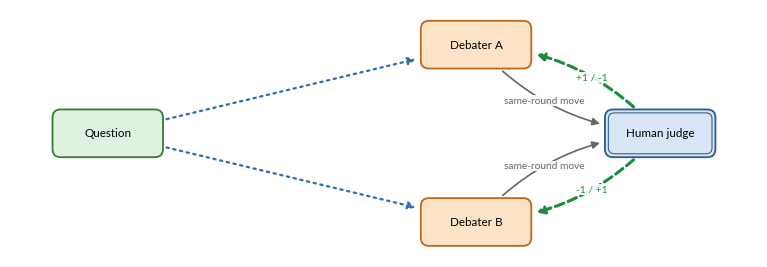 Debater A
+1 / -1
same-round move
Question
Human judge
same-round move
-1 / +1
Debater B